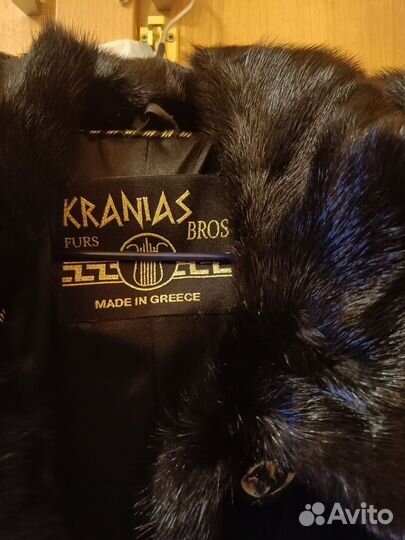 KRANIAS
FURS BROS
MADE IN GREECE
Avito